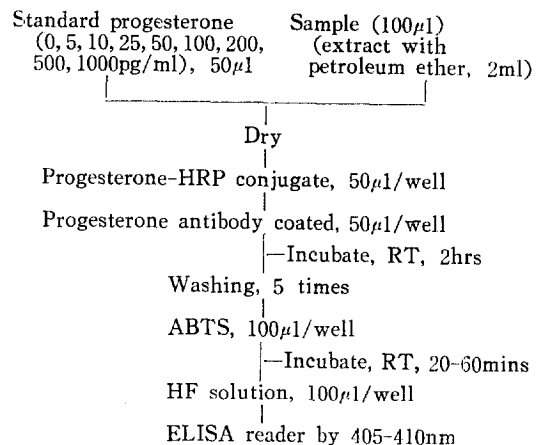 Standard progesterone
(0, 5, 10, 25, 50, 100, 200,
500, 1000pg/ml), 50μl
Sample (100μl)
(extract with
petroleum ether, 2ml)
Dry
Progesterone-HRP conjugate, 50μl/well
Progesterone antibody coated, 50μl/well
Incubate, RT, 2hrs
Washing, 5 times
ABTS, 100μl/well
Incubate, RT, 20-60mins
HF solution, 100μl/well
ELISA reader by 405-410nm